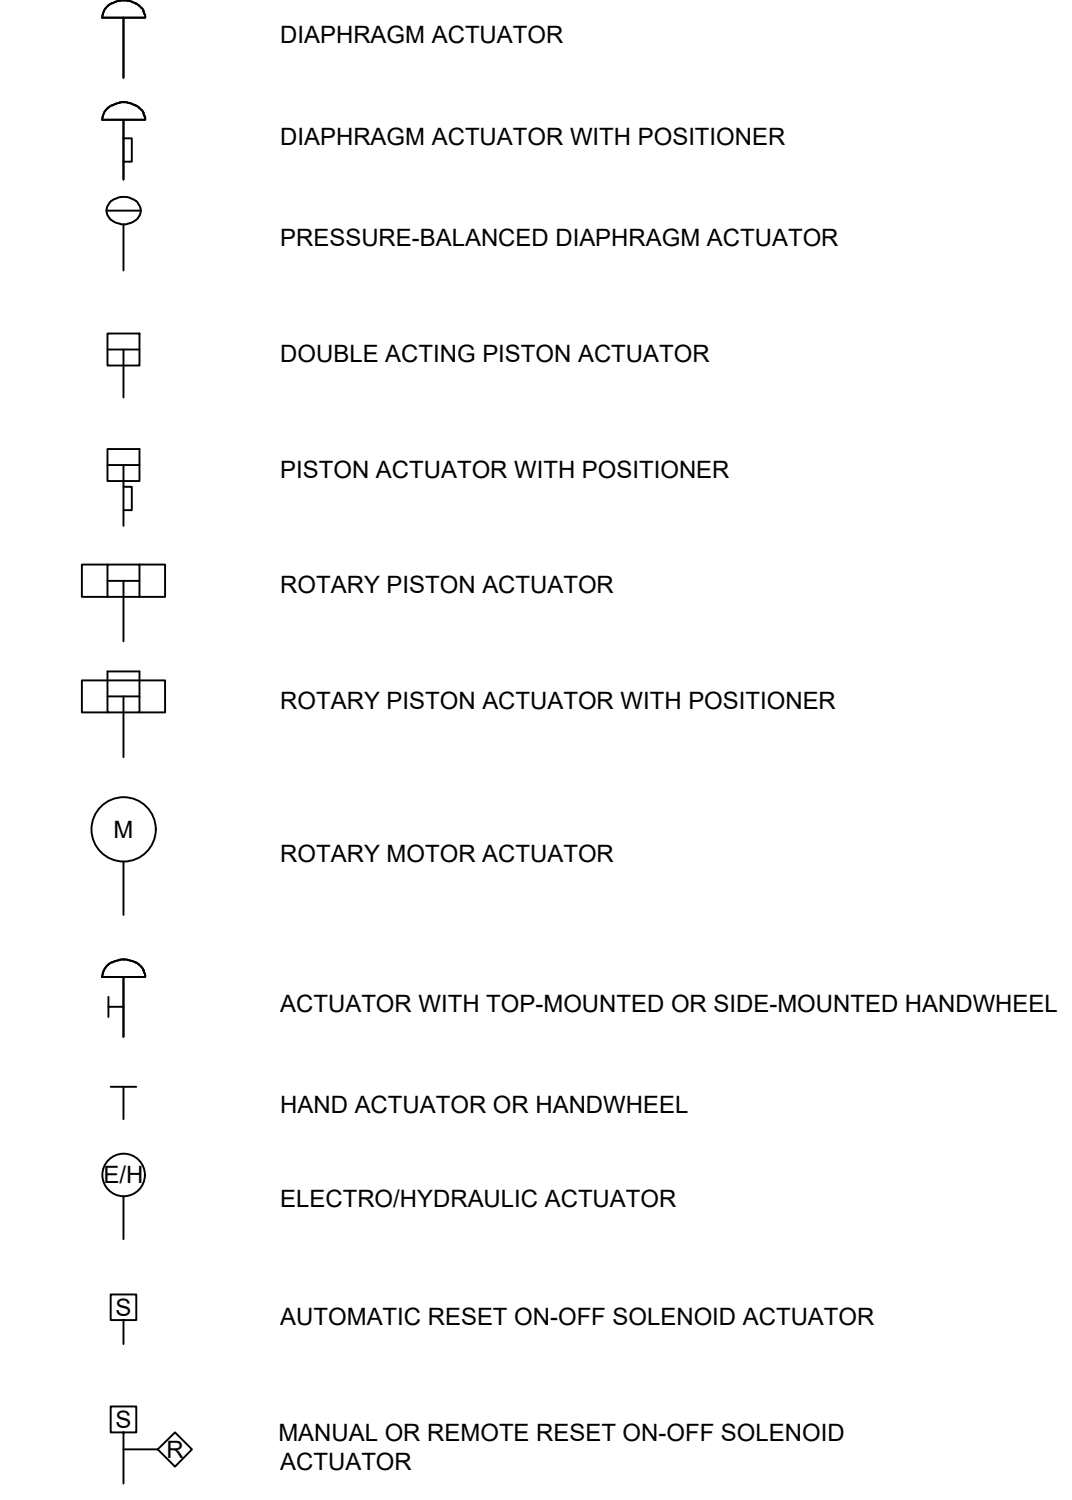 DIAPHRAGM ACTUATOR
DIAPHRAGM ACTUATOR WITH POSITIONER
PRESSURE-BALANCED DIAPHRAGM ACTUATOR
DOUBLE ACTING PISTON ACTUATOR
PISTON ACTUATOR WITH POSITIONER
ROTARY PISTON ACTUATOR
ROTARY PISTON ACTUATOR WITH POSITIONER
M
ROTARY MOTOR ACTUATOR
ACTUATOR WITH TOP-MOUNTED OR SIDE-MOUNTED HANDWHEEL
HAND ACTUATOR OR HANDWHEEL
E/H
ELECTRO/HYDRAULIC ACTUATOR
S
AUTOMATIC RESET ON-OFF SOLENOID ACTUATOR
S
R
MANUAL OR REMOTE RESET ON-OFF SOLENOID
ACTUATOR